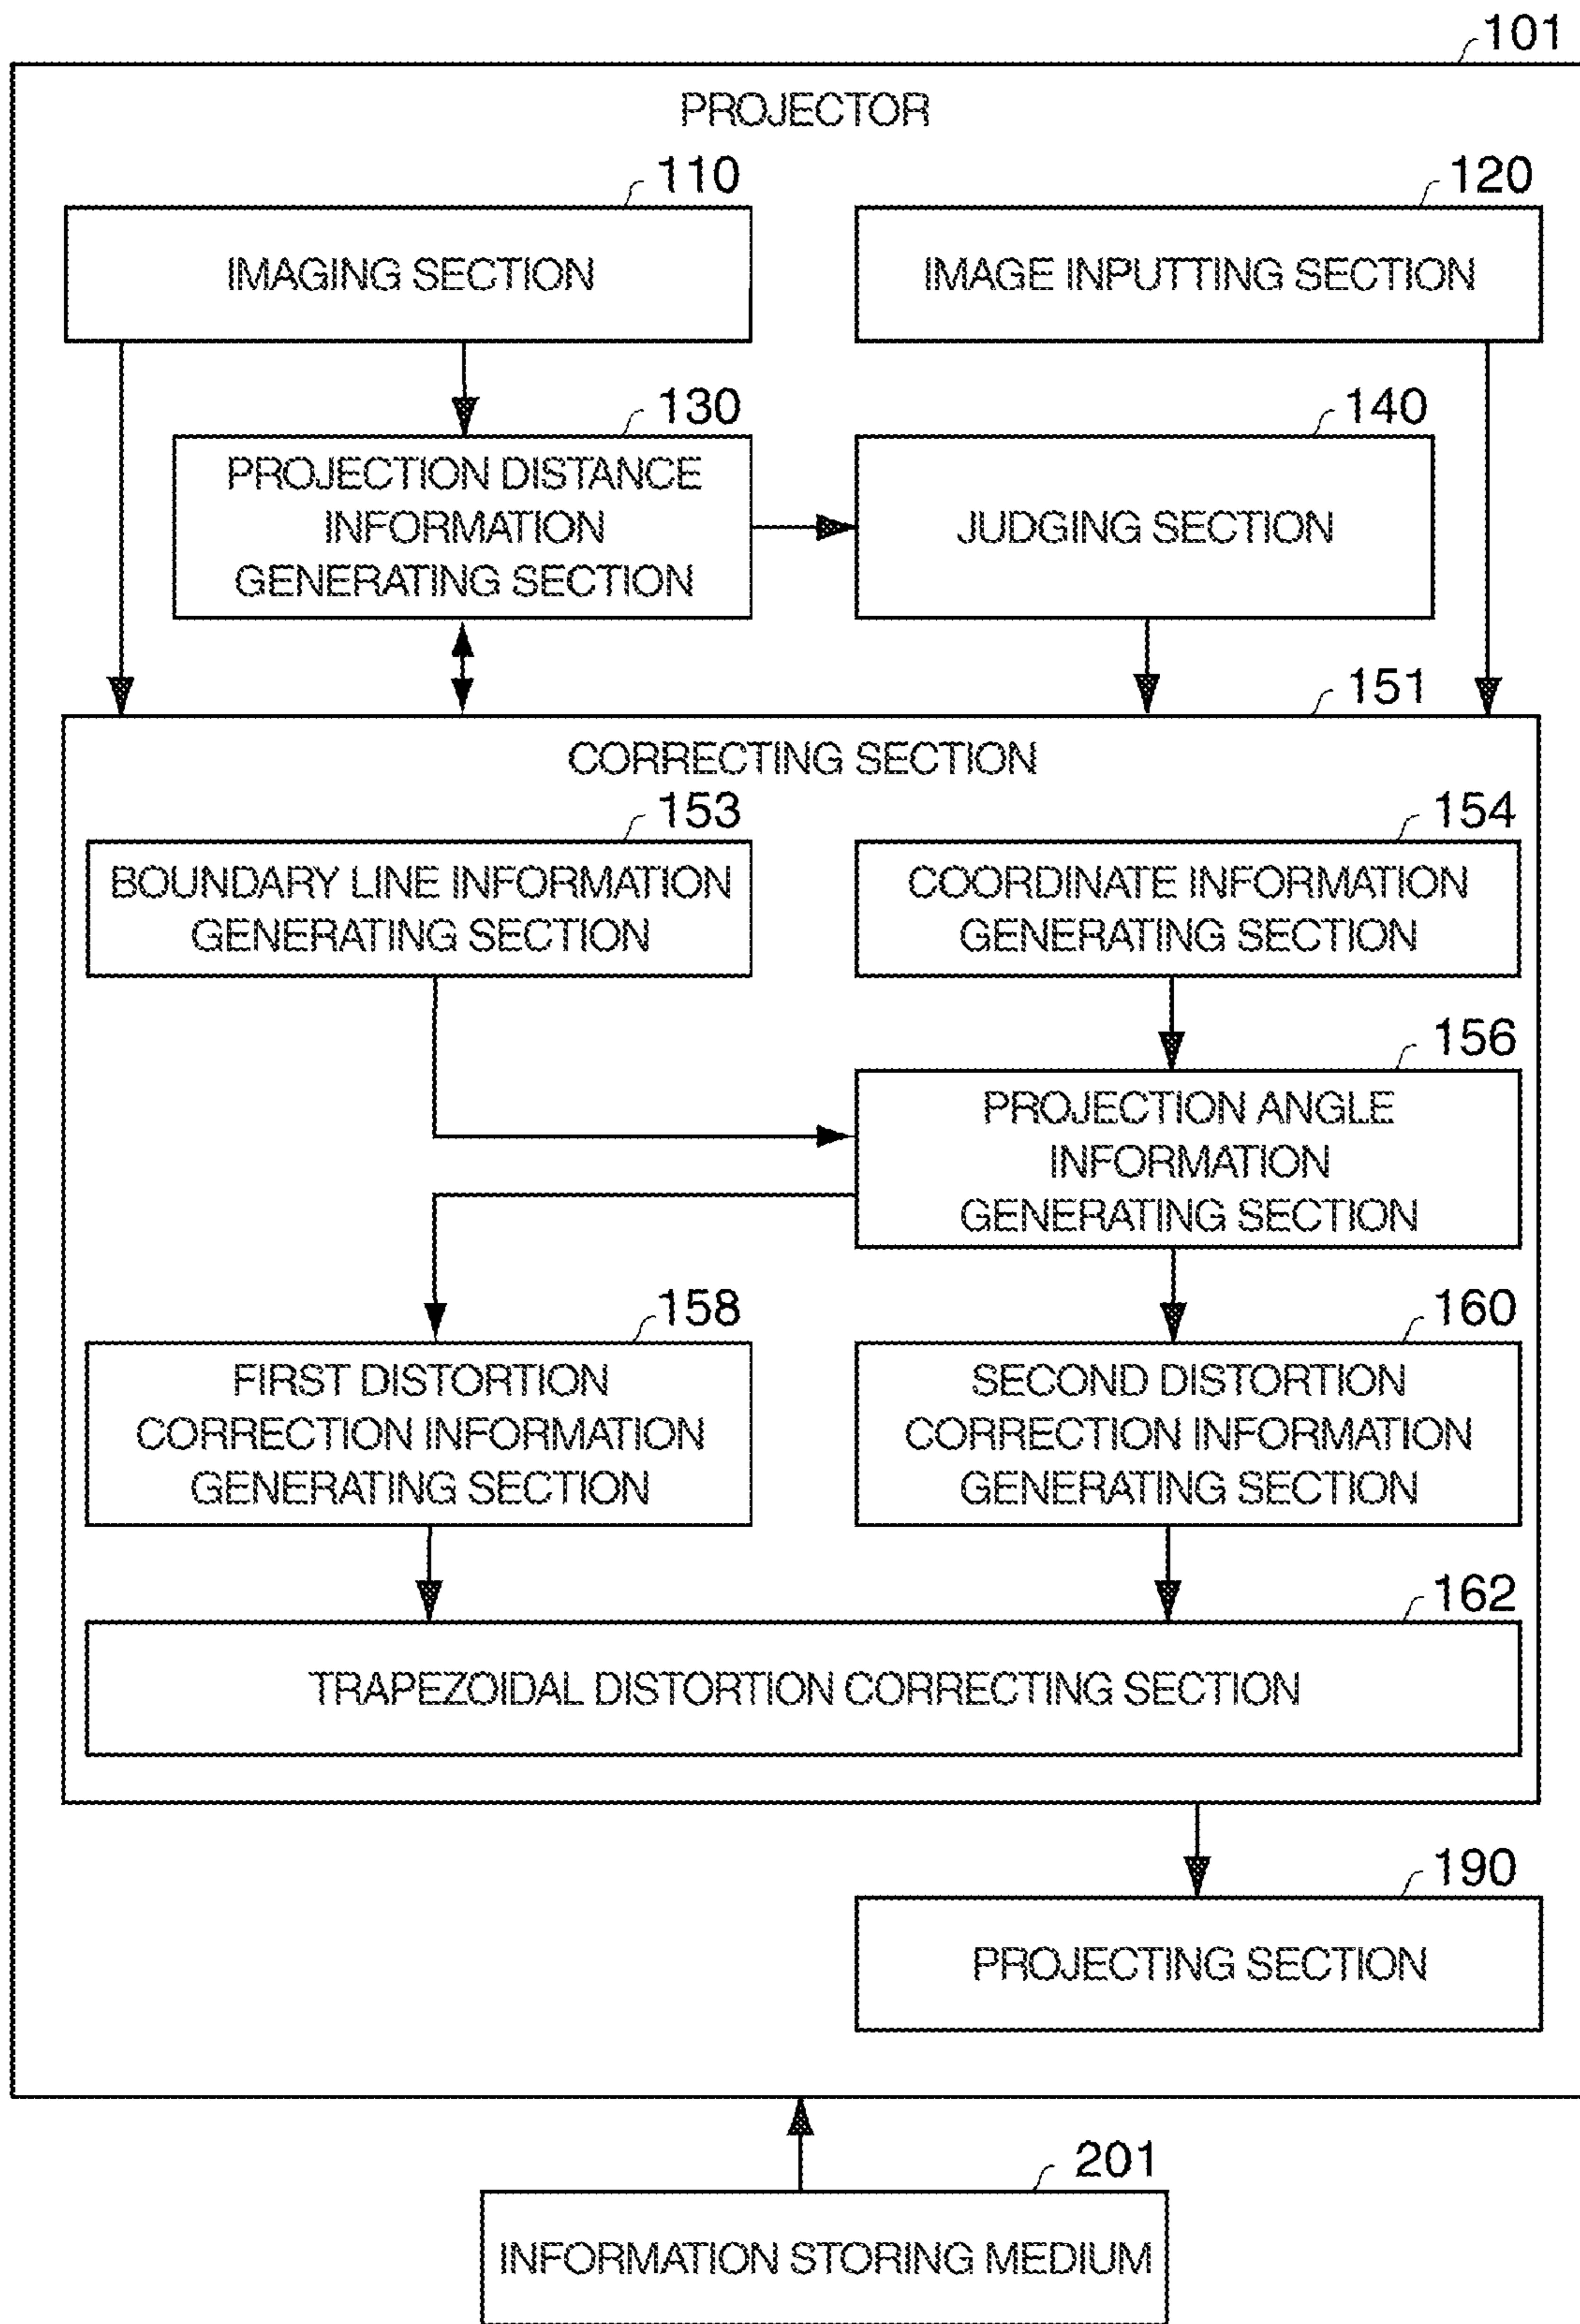 101
PROJECTOR
110
IMAGING SECTION
120
IMAGE INPUTTING SECTION
130
PROJECTION DISTANCE
INFORMATION
GENERATING SECTION
140
JUDGING SECTION
151
CORRECTING SECTION
153
BOUNDARY LINE INFORMATION
GENERATING SECTION
154
COORDINATE INFORMATION
GENERATING SECTION
156
PROJECTION ANGLE
INFORMATION
GENERATING SECTION
158
FIRST DISTORTION
CORRECTION INFORMATION
GENERATING SECTION
160
SECOND DISTORTION
CORRECTION INFORMATION
GENERATING SECTION
162
TRAPEZOIDAL DISTORTION CORRECTING SECTION
190
PROJECTING SECTION
201
INFORMATION STORING MEDIUM